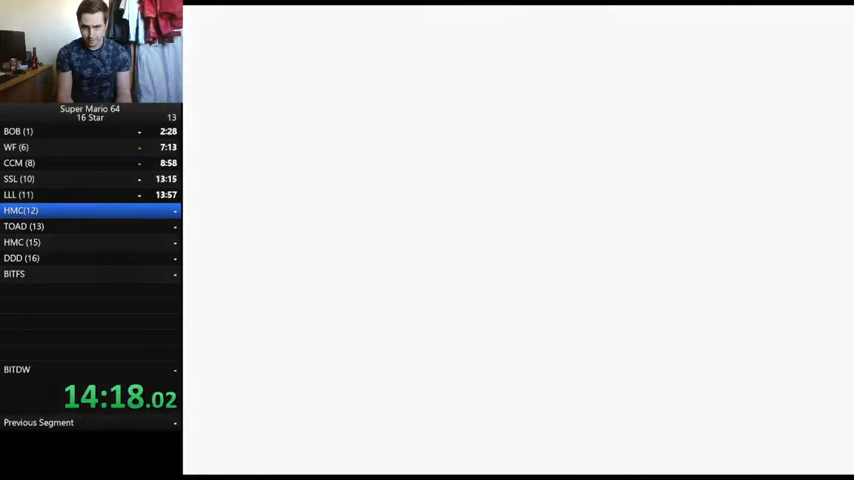 Super Mario 64
16 Star 13
BOB (1) - 2:28
WF (6) - 7:13
CCM (8) - 8:58
SSL (10) - 13:15
LLL (11) - 13:57
HMC(12) -
TOAD (13) -
HMC (15) -
DDD (16) -
BITFS -
BITDW -
14:18.02
Previous Segment -